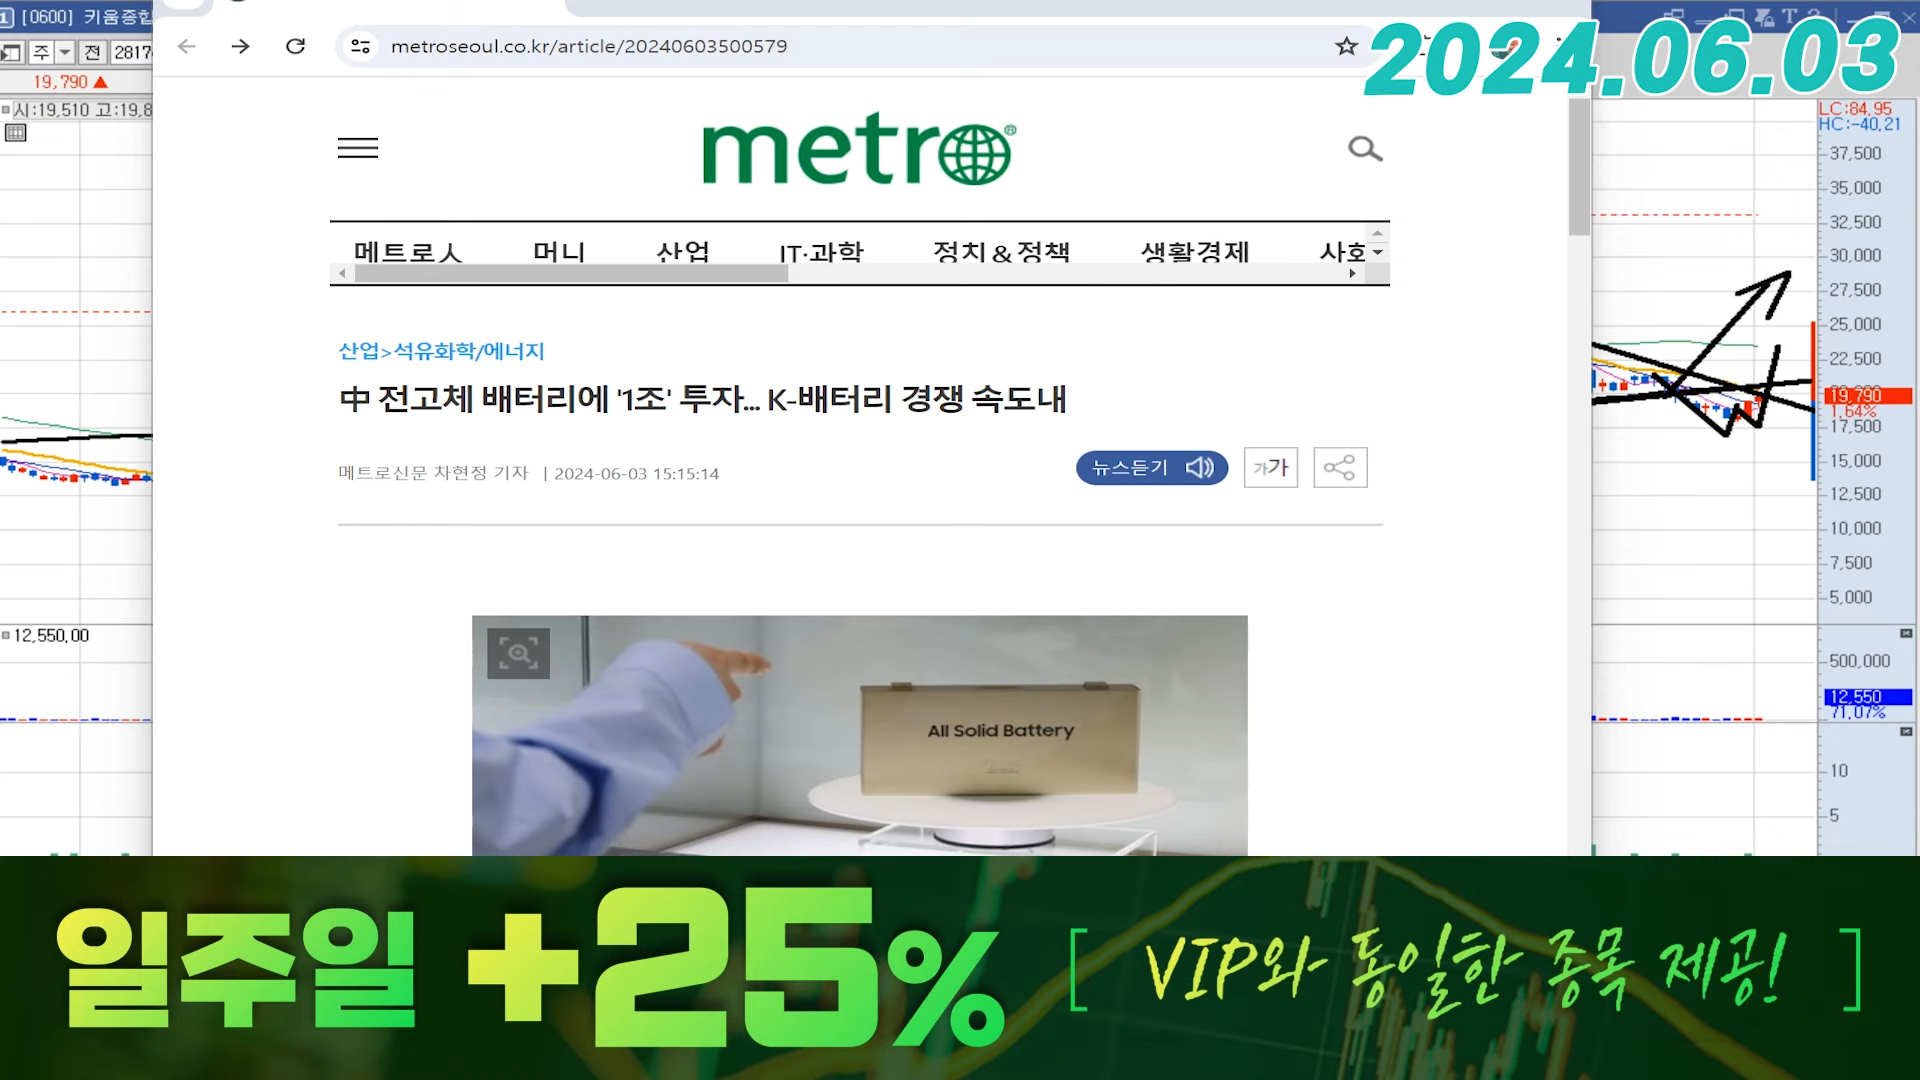 1 [0600] 키움종합
metroseoul.co.kr/article/20240603500579
2024.06.03
주
전
2817
19,790 ▲
시:19,510 고:19,8
metro®
메트로人 머니 산업 IT·과학 정치&정책 생활경제 사회
산업>석유화학/에너지
中 전고체 배터리에 '1조' 투자... K-배터리 경쟁 속도내
메트로신문 차현정 기자 | 2024-06-03 15:15:14
뉴스듣기
가가
All Solid Battery
12,550,00
LC:84,95
HC:-40,21
37,500
35,000
32,500
30,000
27,500
25,000
22,500
19,790
1,64%
17,500
15,000
12,500
10,000
7,500
5,000
500,000
12,550
71,07%
10
5
일주일 +25% [ VIP와 동일한 종목 제공! ]